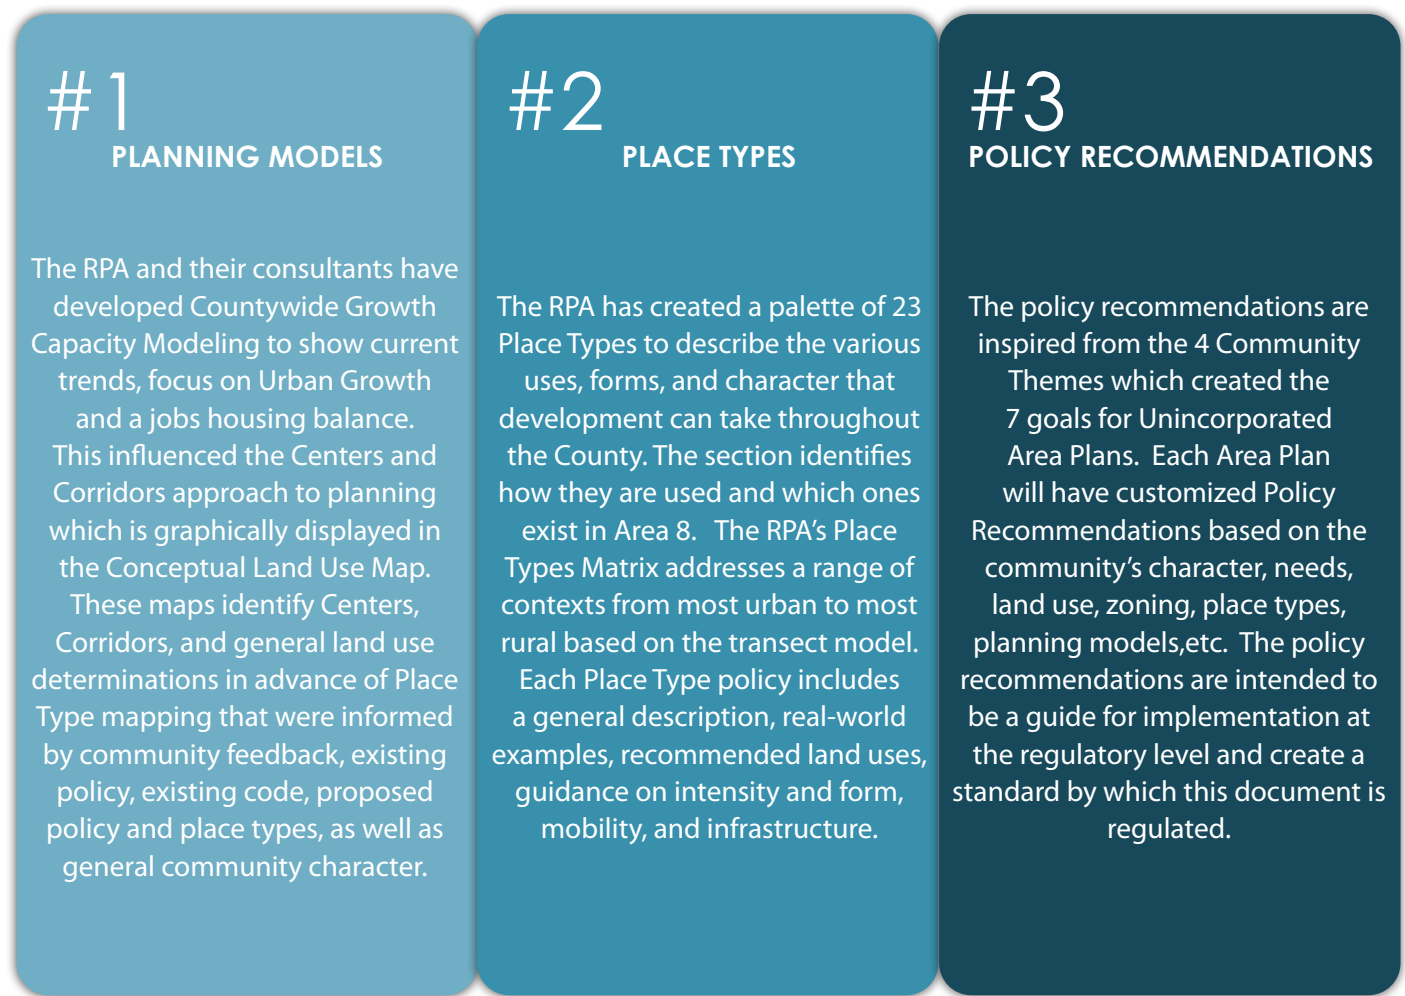 #1
PLANNING MODELS
The RPA and their consultants have
developed Countywide Growth
Capacity Modeling to show current
trends, focus on Urban Growth
and a jobs housing balance.
This influenced the Centers and
Corridors approach to planning
which is graphically displayed in
the Conceptual Land Use Map.
These maps identify Centers,
Corridors, and general land use
determinations in advance of Place
Type mapping that were informed
by community feedback, existing
policy, existing code, proposed
policy and place types, as well as
general community character.
#2
PLACE TYPES
The RPA has created a palette of 23
Place Types to describe the various
uses, forms, and character that
development can take throughout
the County. The section identifies
how they are used and which ones
exist in Area 8.   The RPA’s Place
Types Matrix addresses a range of
contexts from most urban to most
rural based on the transect model.
Each Place Type policy includes
a general description, real-world
examples, recommended land uses,
guidance on intensity and form,
mobility, and infrastructure.
#3
POLICY RECOMMENDATIONS
The policy recommendations are
inspired from the 4 Community
Themes which created the
7 goals for Unincorporated
Area Plans.  Each Area Plan
will have customized Policy
Recommendations based on the
community’s character, needs,
land use, zoning, place types,
planning models,etc.  The policy
recommendations are intended to
be a guide for implementation at
the regulatory level and create a
standard by which this document is
regulated.